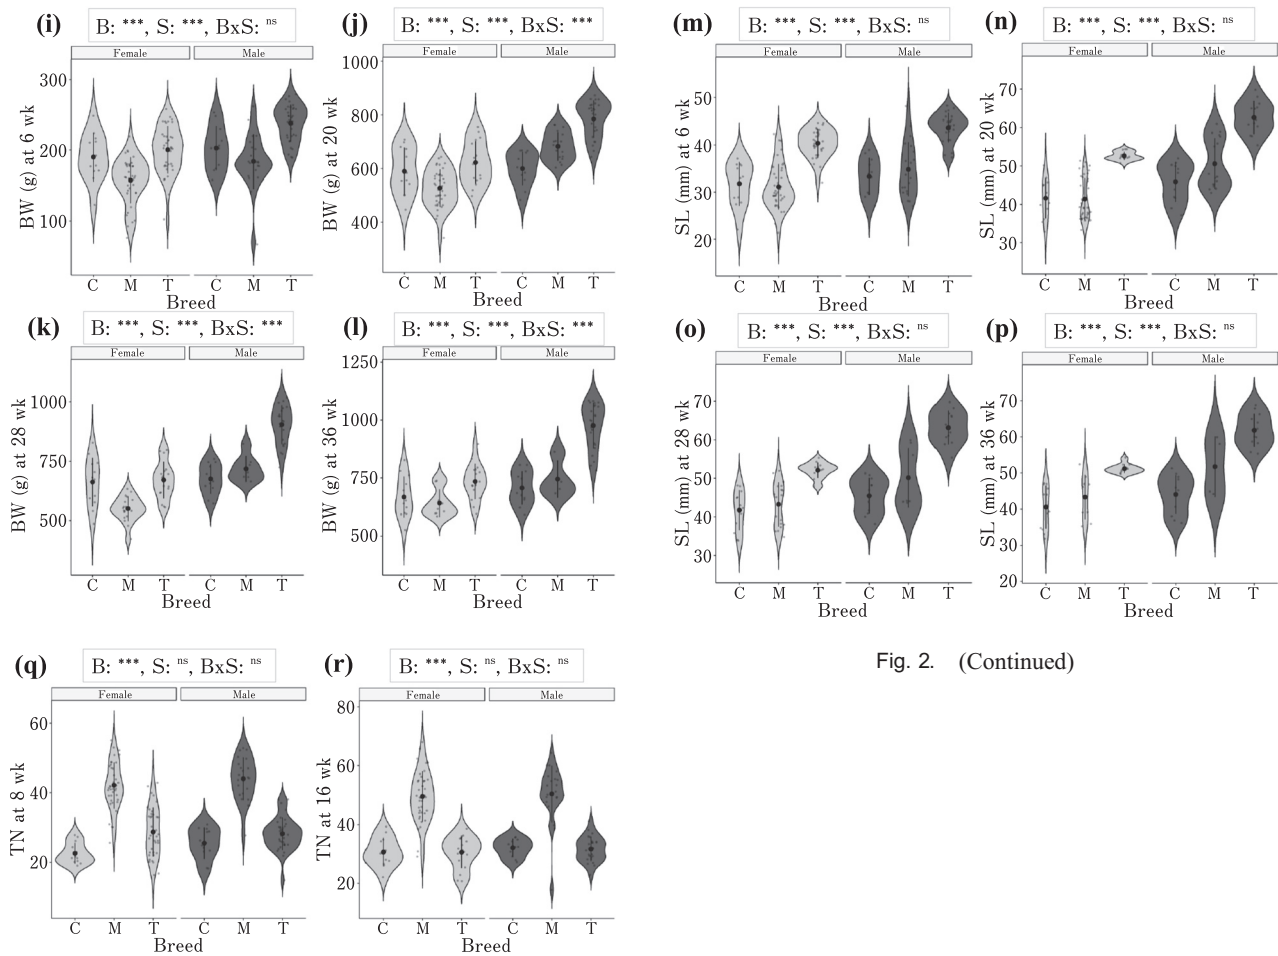 (i) B: ***, S: ***, BxS: ns
Female Male
BW (g) at 6 wk
300
200
100
C M T C M T
Breed
(j) B: ***, S: ***, BxS: ***
Female Male
BW (g) at 20 wk
1000
800
600
400
C M T C M T
Breed
(m) B: ***, S: ***, BxS: ns
Female Male
SL (mm) at 6 wk
50
40
30
20
C M T C M T
Breed
(n) B: ***, S: ***, BxS: ns
Female Male
SL (mm) at 20 wk
70
60
50
40
30
C M T C M T
Breed
(k) B: ***, S: ***, BxS: ***
Female Male
BW (g) at 28 wk
1000
750
500
C M T C M T
Breed
(l) B: ***, S: ***, BxS: ***
Female Male
BW (g) at 36 wk
1250
1000
750
500
C M T C M T
Breed
(o) B: ***, S: ***, BxS: ns
Female Male
SL (mm) at 28 wk
70
60
50
40
30
C M T C M T
Breed
(p) B: ***, S: ***, BxS: ns
Female Male
SL (mm) at 36 wk
70
60
50
40
30
20
C M T C M T
Breed
(q) B: ***, S: ns, BxS: ns
Female Male
TN at 8 wk
60
40
20
C M T C M T
Breed
(r) B: ***, S: ns, BxS: ns
Female Male
TN at 16 wk
80
60
40
20
C M T C M T
Breed
Fig. 2. (Continued)